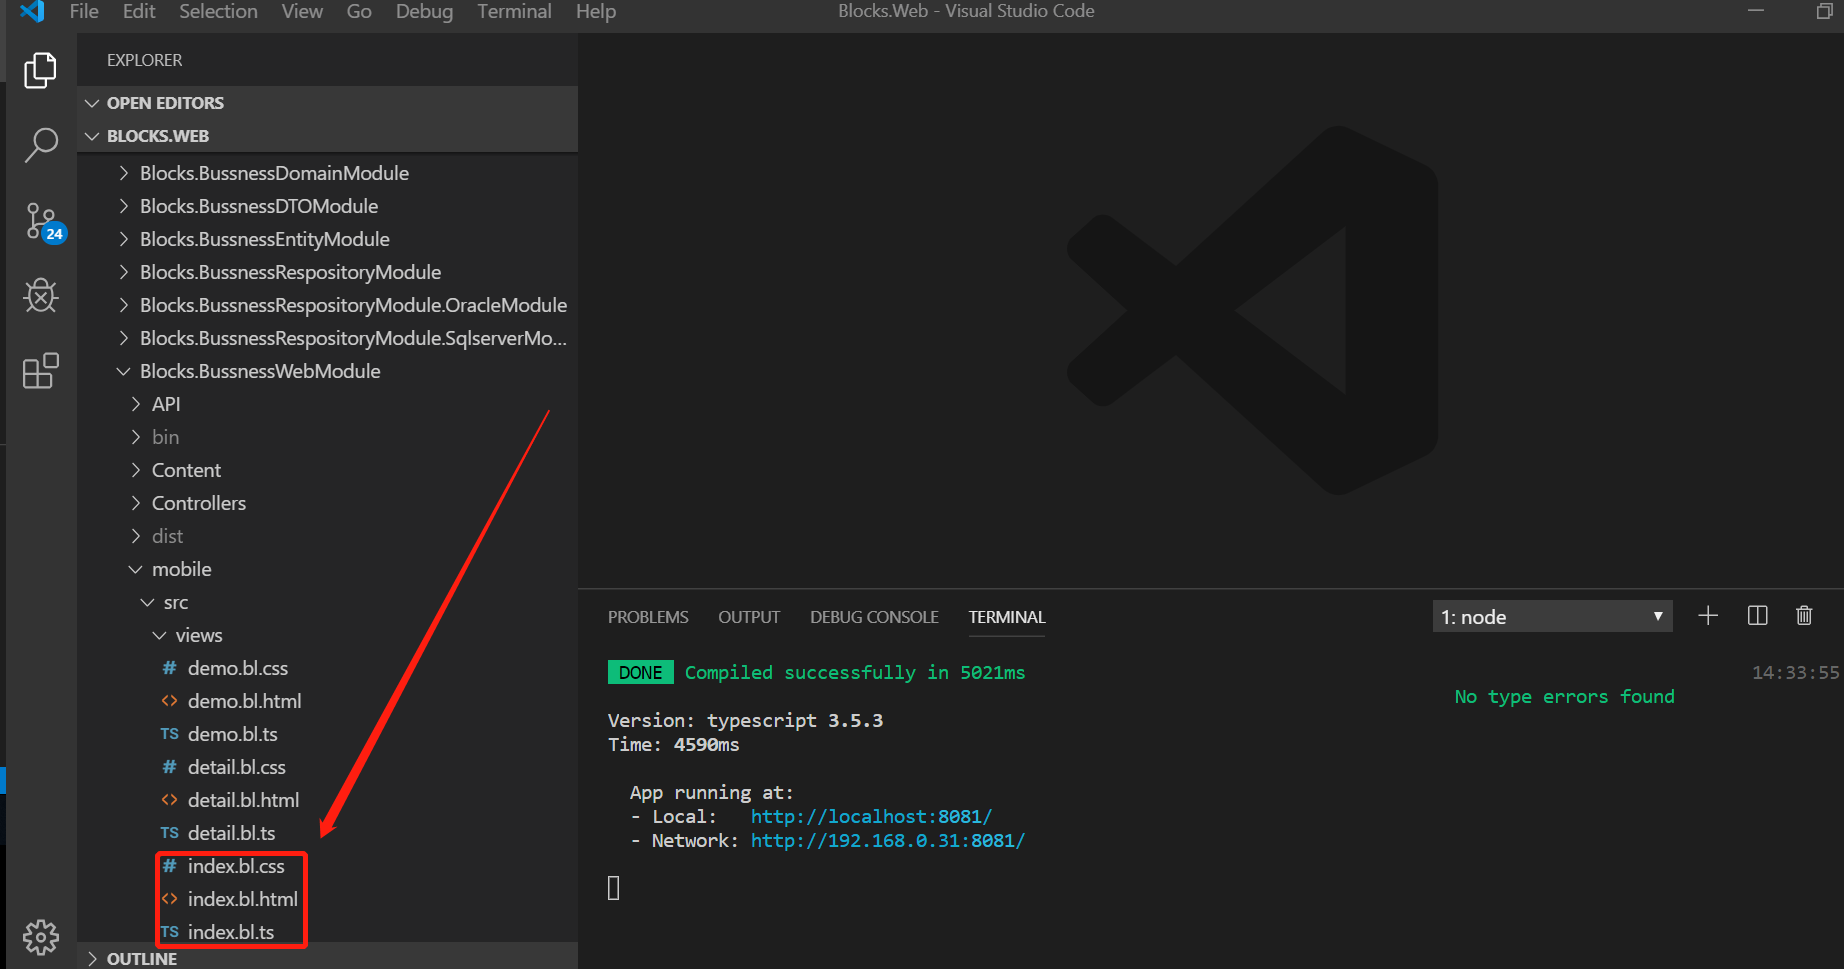 File Edit Selection View Go Debug Terminal Help
Blocks.Web - Visual Studio Code
EXPLORER
OPEN EDITORS
BLOCKS.WEB
24
Blocks.BussnessDomainModule
Blocks.BussnessDTOModule
Blocks.BussnessEntityModule
Blocks.BussnessRespositoryModule
Blocks.BussnessRespositoryModule.OracleModule
Blocks.BussnessRespositoryModule.SqlserverMo...
Blocks.BussnessWebModule
API
bin
Content
Controllers
dist
mobile
src
views
# demo.bl.css
<> demo.bl.html
TS demo.bl.ts
# detail.bl.css
<> detail.bl.html
TS detail.bl.ts
# index.bl.css
<> index.bl.html
TS index.bl.ts
OUTLINE
PROBLEMS OUTPUT DEBUG CONSOLE TERMINAL
1: node
DONE Compiled successfully in 5021ms 14:33:55
No type errors found
Version: typescript 3.5.3
Time: 4590ms
App running at:
- Local: http://localhost:8081/
- Network: http://192.168.0.31:8081/